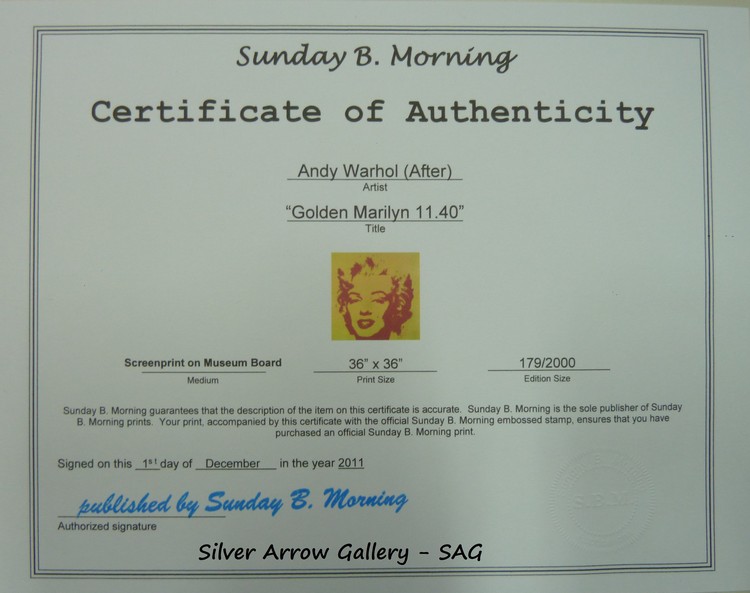 Sunday B. Morning
Certificate of Authenticity
Andy Warhol (After)
Artist
“Golden Marilyn 11.40”
Title
Screenprint on Museum Board 36” x 36” 179/2000
Medium Print Size Edition Size
Sunday B. Morning guarantees that the description of the item on this certificate is accurate. Sunday B. Morning is the sole publisher of Sunday
B. Morning prints. Your print, accompanied by this certificate with the official Sunday B. Morning embossed stamp, ensures that you have
purchased an official Sunday B. Morning print.
Signed on this 1st day of December in the year 2011
published by Sunday B. Morning
Authorized signature
Silver Arrow Gallery - SAG